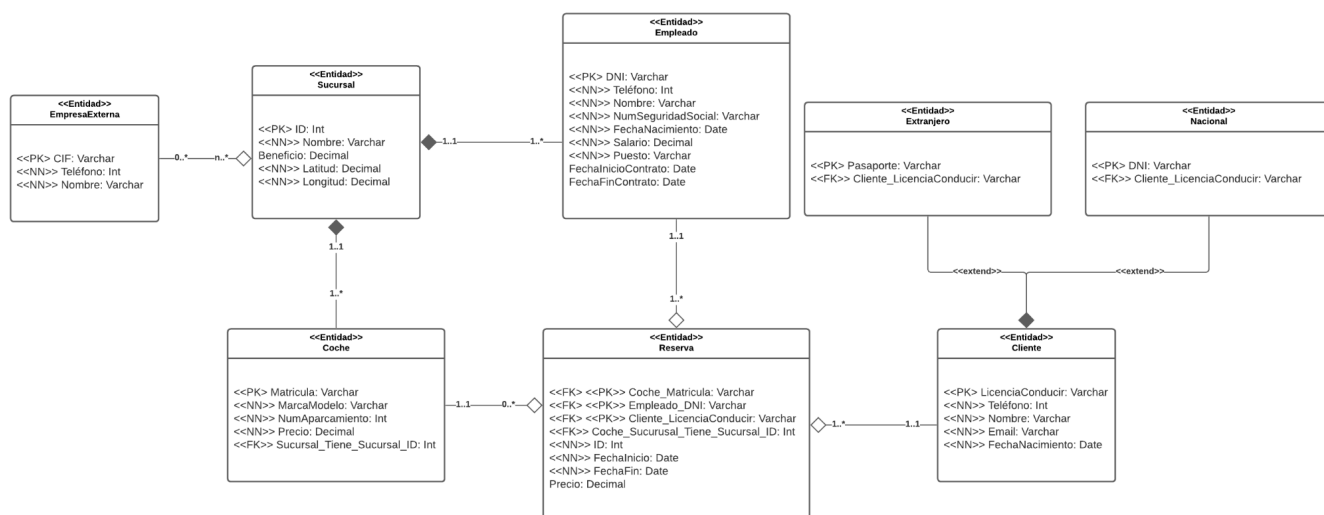 <<Entidad>>
EmpresaExterna
<<PK> CIF: Varchar
<<NN>> Teléfono: Int
<<NN>> Nombre: Varchar
0..*
n..*
<<Entidad>>
Sucursal
<<PK> ID: Int
<<NN>> Nombre: Varchar
Beneficio: Decimal
<<NN>> Latitud: Decimal
<<NN>> Longitud: Decimal
1..1
1..*
<<Entidad>>
Empleado
<<PK> DNI: Varchar
<<NN>> Teléfono: Int
<<NN>> Nombre: Varchar
<<NN>> NumSeguridadSocial: Varchar
<<NN>> FechaNacimiento: Date
<<NN>> Salario: Decimal
<<NN>> Puesto: Varchar
FechaInicioContrato: Date
FechaFinContrato: Date
<<Entidad>>
Extranjero
<<PK> Pasaporte: Varchar
<<FK>> Cliente_LicenciaConducir: Varchar
<<Entidad>>
Nacional
<<PK> DNI: Varchar
<<FK>> Cliente_LicenciaConducir: Varchar
1..1
1..*
1..1
1..*
<<extend>>
<<extend>>
<<Entidad>>
Coche
<<PK> Matricula: Varchar
<<NN>> MarcaModelo: Varchar
<<NN>> NumAparcamiento: Int
<<NN>> Precio: Decimal
<<FK>> Sucursal_Tiene_Sucursal_ID: Int
1..1
0..*
<<Entidad>>
Reserva
<<FK> <<PK>> Coche_Matricula: Varchar
<<FK> <<PK>> Empleado_DNI: Varchar
<<FK> <<PK>> Cliente_LicenciaConducir: Varchar
<<FK>> Coche_Sucurusal_Tiene_Sucursal_ID: Int
<<NN>> ID: Int
<<NN>> FechaInicio: Date
<<NN>> FechaFin: Date
Precio: Decimal
1..*
1..1
<<Entidad>>
Cliente
<<PK> LicenciaConducir: Varchar
<<NN>> Teléfono: Int
<<NN>> Nombre: Varchar
<<NN>> Email: Varchar
<<NN>> FechaNacimiento: Date